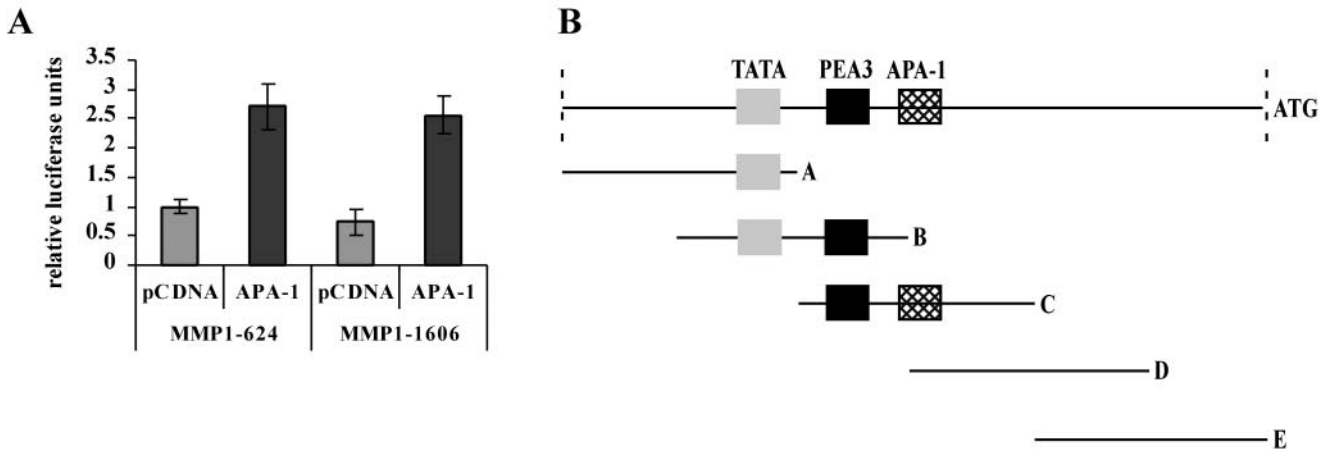 A
relative luciferase units
3.5
3
2.5
2
1.5
1
0.5
0
pCDNA APA-1 pCDNA APA-1
MMP1-624 MMP1-1606
B
TATA PEA3 APA-1
ATG
A
B
C
D
E